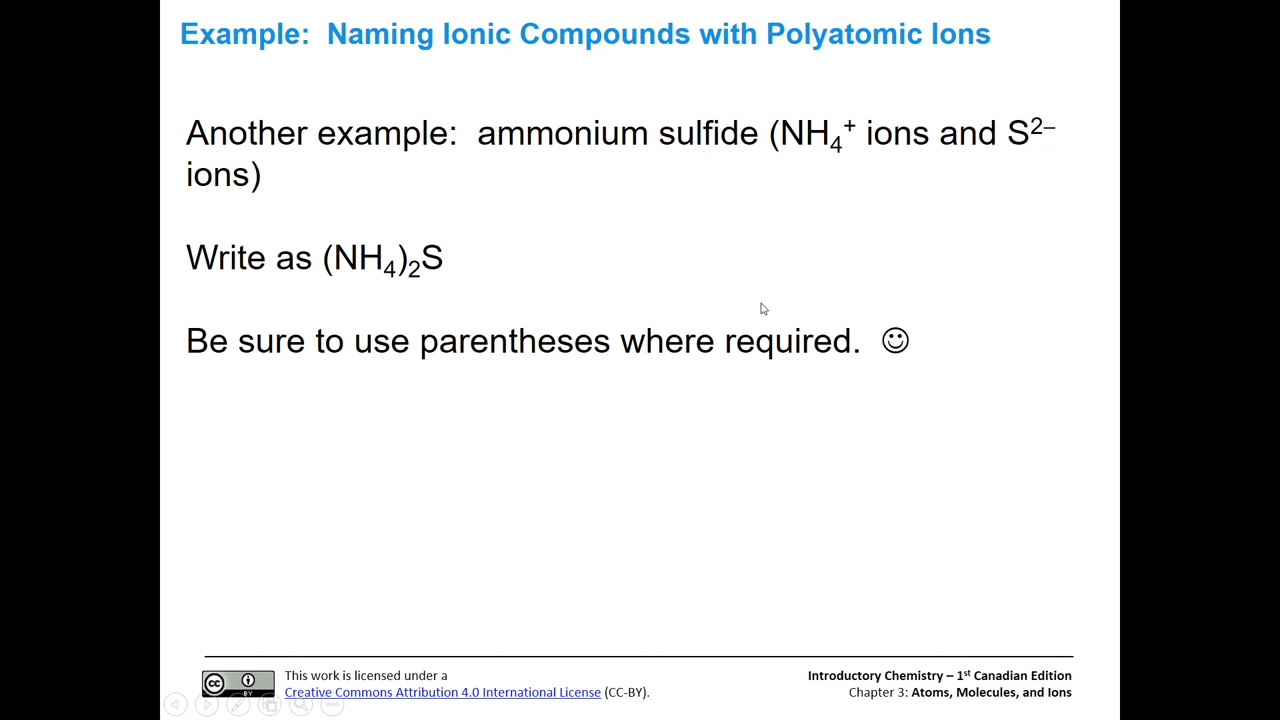 Example:  Naming Ionic Compounds with Polyatomic Ions
Another example:  ammonium sulfide (NH₄⁺ ions and S²⁻
ions)
Write as (NH₄)₂S
Be sure to use parentheses where required. ☺
This work is licensed under a
Creative Commons Attribution 4.0 International License (CC-BY).
cc BY
Introductory Chemistry – 1ˢᵗ Canadian Edition
Chapter 3: Atoms, Molecules, and Ions